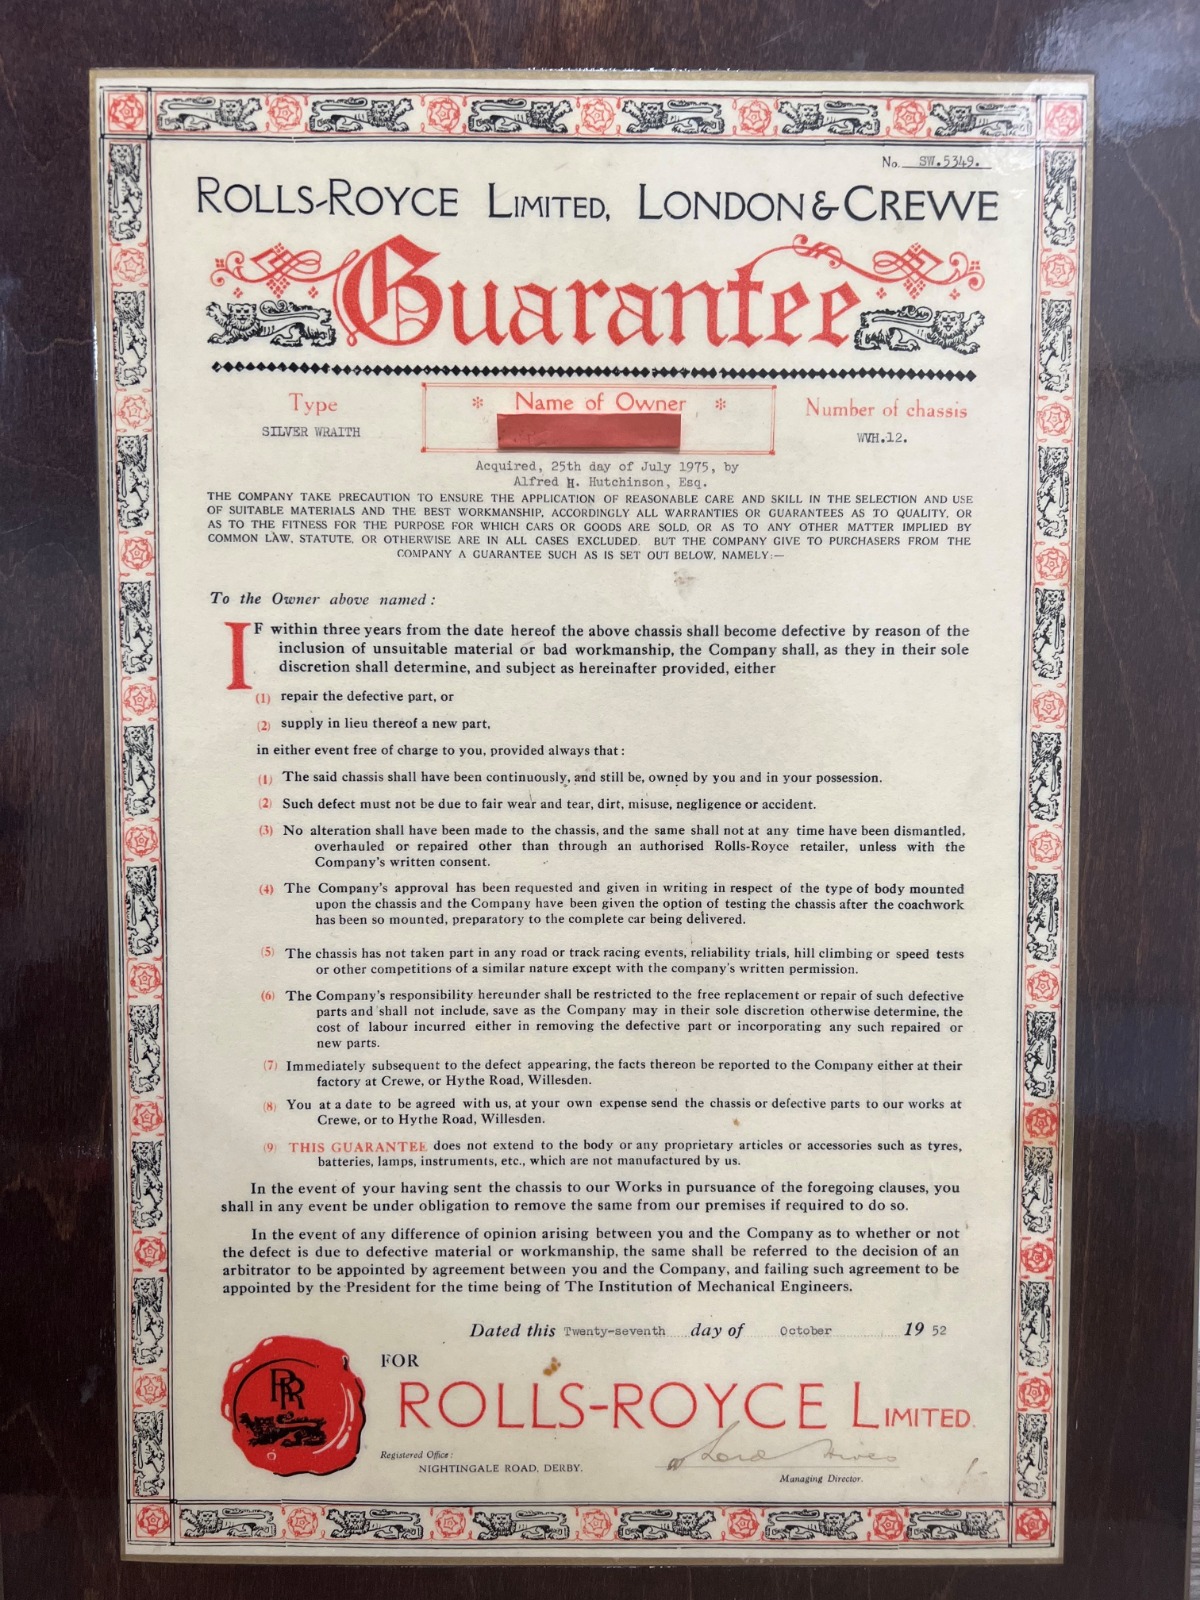 No. SW.5349.
ROLLS-ROYCE LIMITED, LONDON & CREWE
Guarantee
Type
* Name of Owner *
Number of chassis
SILVER WRAITH
WVH.12.
Acquired, 25th day of July 1975, by
Alfred H. Hutchinson, Esq.
THE COMPANY TAKE PRECAUTION TO ENSURE THE APPLICATION OF REASONABLE CARE AND SKILL IN THE SELECTION AND USE
OF SUITABLE MATERIALS AND THE BEST WORKMANSHIP, ACCORDINGLY ALL WARRANTIES OR GUARANTEES AS TO QUALITY, OR
AS TO THE FITNESS FOR THE PURPOSE FOR WHICH CARS OR GOODS ARE SOLD, OR AS TO ANY OTHER MATTER IMPLIED BY
COMMON LAW, STATUTE, OR OTHERWISE ARE IN ALL CASES EXCLUDED. BUT THE COMPANY GIVE TO PURCHASERS FROM THE
COMPANY A GUARANTEE SUCH AS IS SET OUT BELOW, NAMELY:—
To the Owner above named:
IF within three years from the date hereof the above chassis shall become defective by reason of the
inclusion of unsuitable material or bad workmanship, the Company shall, as they in their sole
discretion shall determine, and subject as hereinafter provided, either
(1) repair the defective part, or
(2) supply in lieu thereof a new part,
in either event free of charge to you, provided always that:
(1) The said chassis shall have been continuously, and still be, owned by you and in your possession.
(2) Such defect must not be due to fair wear and tear, dirt, misuse, negligence or accident.
(3) No alteration shall have been made to the chassis, and the same shall not at any time have been dismantled,
overhauled or repaired other than through an authorised Rolls-Royce retailer, unless with the
Company's written consent.
(4) The Company's approval has been requested and given in writing in respect of the type of body mounted
upon the chassis and the Company have been given the option of testing the chassis after the coachwork
has been so mounted, preparatory to the complete car being delivered.
(5) The chassis has not taken part in any road or track racing events, reliability trials, hill climbing or speed tests
or other competitions of a similar nature except with the company's written permission.
(6) The Company's responsibility hereunder shall be restricted to the free replacement or repair of such defective
parts and shall not include, save as the Company may in their sole discretion otherwise determine, the
cost of labour incurred either in removing the defective part or incorporating any such repaired or
new parts.
(7) Immediately subsequent to the defect appearing, the facts thereon be reported to the Company either at their
factory at Crewe, or Hythe Road, Willesden.
(8) You at a date to be agreed with us, at your own expense send the chassis or defective parts to our works at
Crewe, or to Hythe Road, Willesden.
(9) THIS GUARANTEE does not extend to the body or any proprietary articles or accessories such as tyres,
batteries, lamps, instruments, etc., which are not manufactured by us.
In the event of your having sent the chassis to our Works in pursuance of the foregoing clauses, you
shall in any event be under obligation to remove the same from our premises if required to do so.
In the event of any difference of opinion arising between you and the Company as to whether or not
the defect is due to defective material or workmanship, the same shall be referred to the decision of an
arbitrator to be appointed by agreement between you and the Company, and failing such agreement to be
appointed by the President for the time being of The Institution of Mechanical Engineers.
Dated this Twenty-seventh day of October 19 52
RR
FOR
ROLLS-ROYCE LIMITED.
Registered Office:
NIGHTINGALE ROAD, DERBY.
Lord Hives
Managing Director.